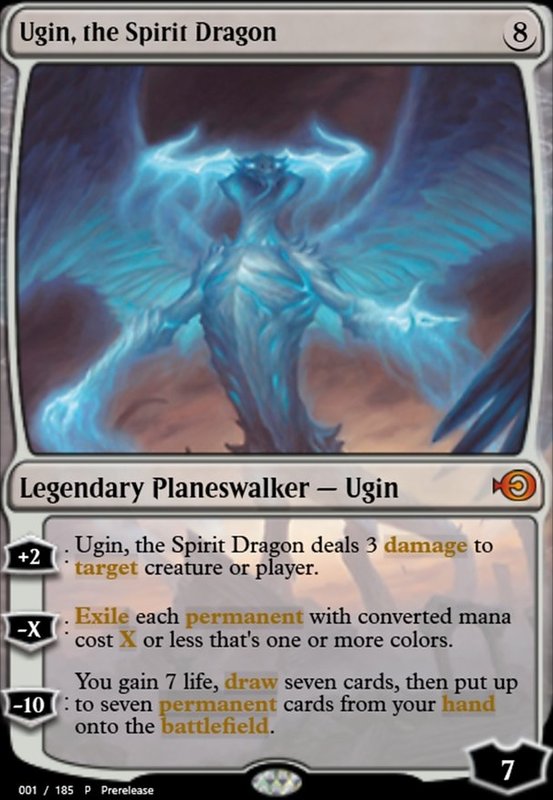 Ugin, the Spirit Dragon 8
Legendary Planeswalker — Ugin
+2 : Ugin, the Spirit Dragon deals 3 damage to
target creature or player.
–X : Exile each permanent with converted mana
cost X or less that's one or more colors.
You gain 7 life, draw seven cards, then put up
–10 : to seven permanent cards from your hand
onto the battlefield.
7
001 / 185 P Prerelease